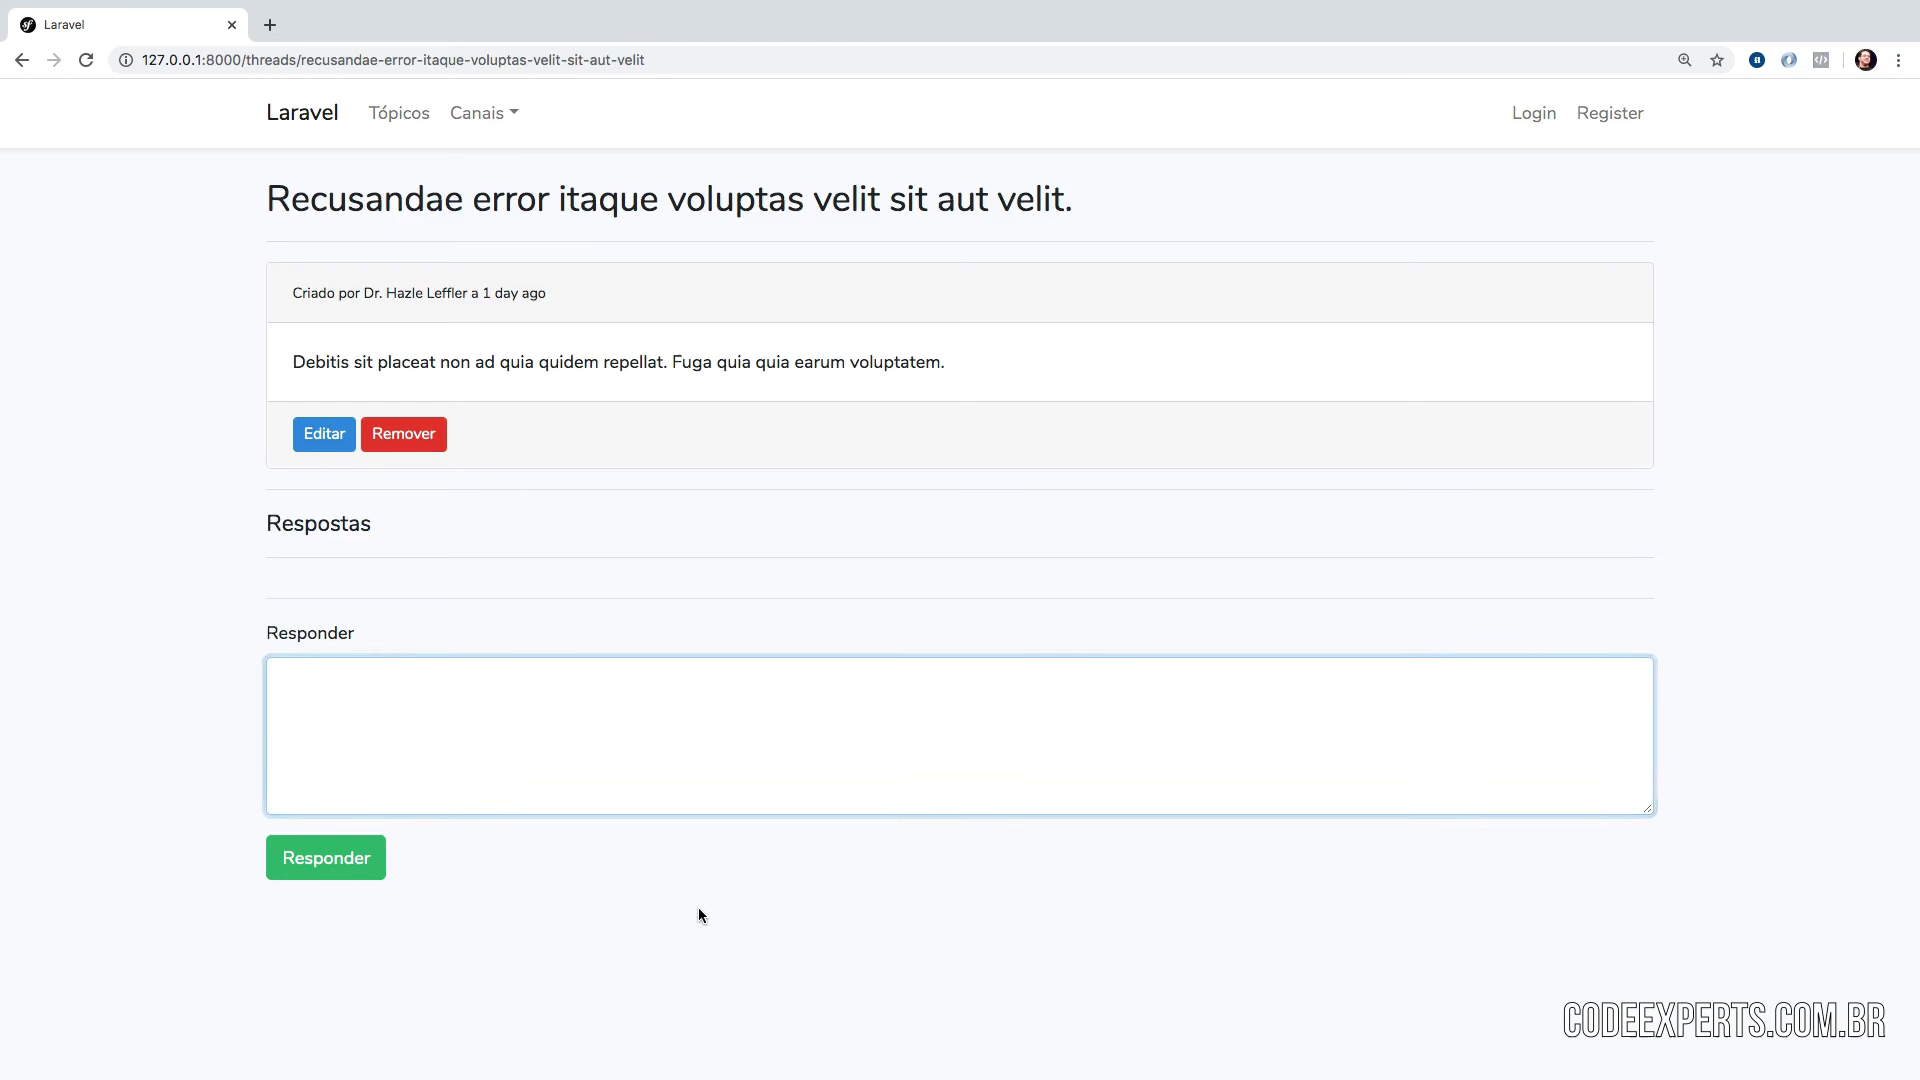 Laravel
127.0.0.1:8000/threads/recusandae-error-itaque-voluptas-velit-sit-aut-velit
Laravel Tópicos Canais Login Register
Recusandae error itaque voluptas velit sit aut velit.
Criado por Dr. Hazle Leffler a 1 day ago
Debitis sit placeat non ad quia quidem repellat. Fuga quia quia earum voluptatem.
Editar Remover
Respostas
Responder
Responder
CODEEXPERTS.COM.BR